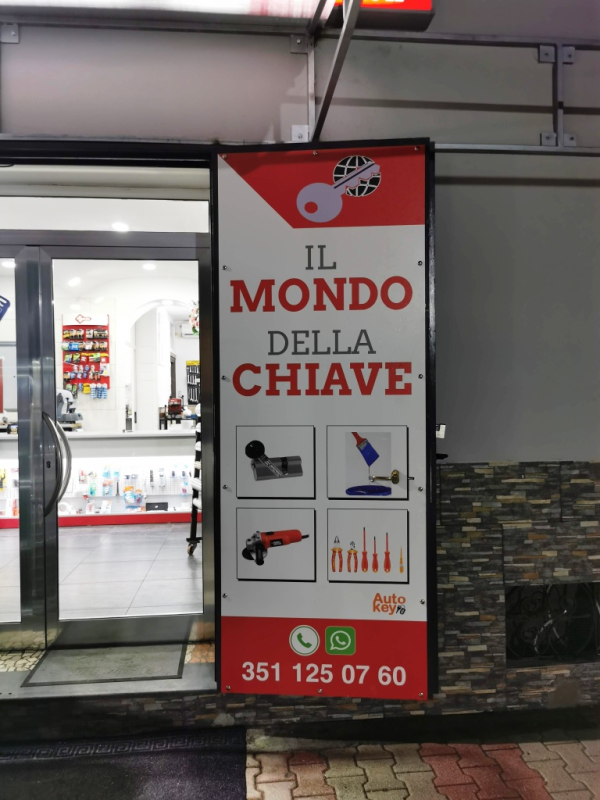 IL
MONDO
DELLA
CHIAVE
Auto
key
351 125 07 60